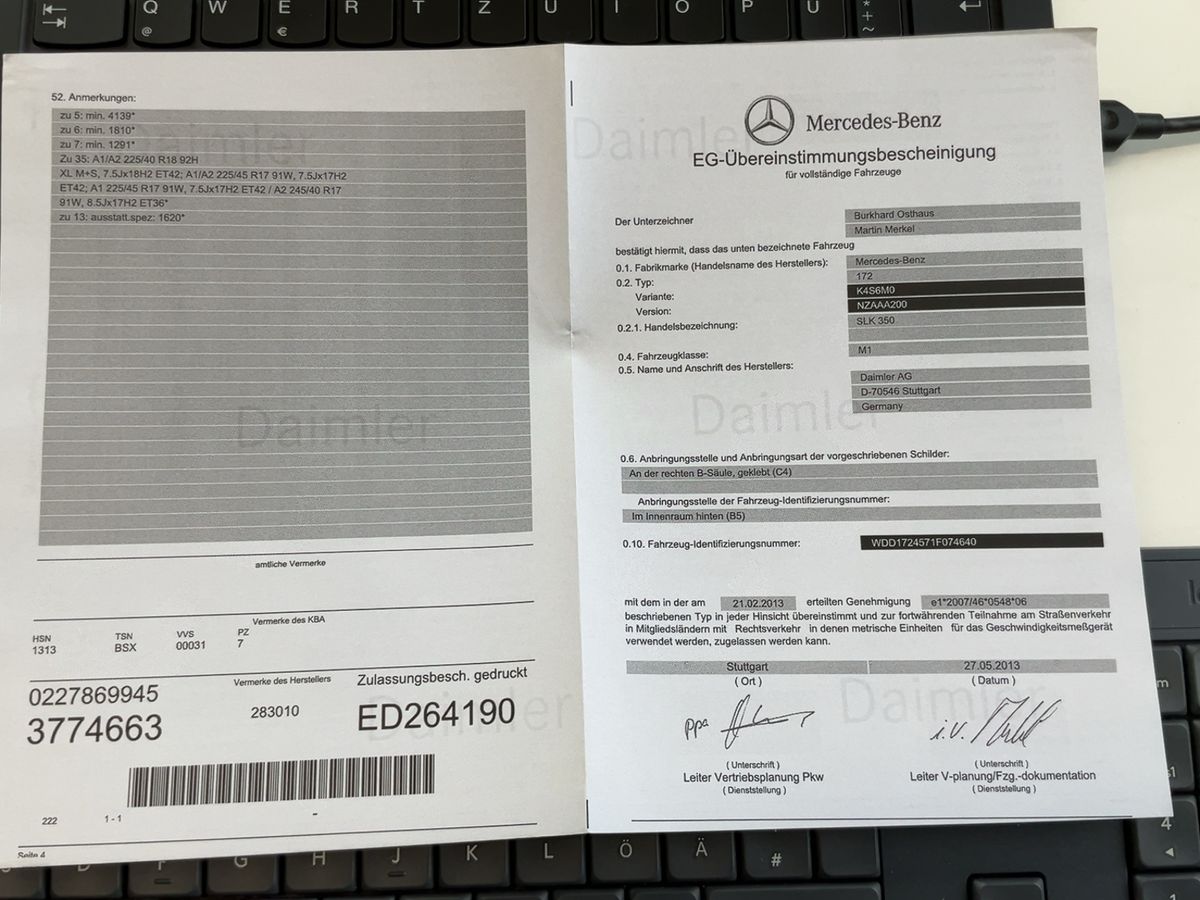 Q
@
W
E
€
R
T
Z
U
I
O
P
Ü
*
+
~
52. Anmerkungen:
zu 5: min. 4139*
zu 6: min. 1810*
zu 7: min. 1291*
Zu 35: A1/A2 225/40 R18 92H
XL M+S, 7.5Jx18H2 ET42; A1/A2 225/45 R17 91W, 7.5Jx17H2
ET42; A1 225/45 R17 91W, 7.5Jx17H2 ET42 / A2 245/40 R17
91W, 8.5Jx17H2 ET36*
zu 13: ausstatt.spez: 1620*
Daimler
Daimler
amtliche Vermerke
Vermerke des KBA
HSN TSN VVS PZ
1313 BSX 00031 7
0227869945
3774663
Vermerke des Herstellers
283010
Zulassungsbesch. gedruckt
ED264190
222 1 - 1 -
Seite 4
Daimler
Mercedes-Benz
EG-Übereinstimmungsbescheinigung
für vollständige Fahrzeuge
Der Unterzeichner
Burkhard Osthaus
Martin Merkel
bestätigt hiermit, dass das unten bezeichnete Fahrzeug
0.1. Fabrikmarke (Handelsname des Herstellers): Mercedes-Benz
0.2. Typ: 172
Variante: K4S6M0
Version: NZAAA200
0.2.1. Handelsbezeichnung: SLK 350
0.4. Fahrzeugklasse: M1
0.5. Name und Anschrift des Herstellers: Daimler AG
D-70546 Stuttgart
Germany
Daimler
0.6. Anbringungsstelle und Anbringungsart der vorgeschriebenen Schilder:
An der rechten B-Säule, geklebt (C4)
Anbringungsstelle der Fahrzeug-Identifizierungsnummer:
Im Innenraum hinten (B5)
0.10. Fahrzeug-Identifizierungsnummer: WDD1724571F074640
mit dem in der am 21.02.2013 erteilten Genehmigung e1*2007/46*0548*06
beschriebenen Typ in jeder Hinsicht übereinstimmt und zur fortwährenden Teilnahme am Straßenverkehr
in Mitgliedsländern mit Rechtsverkehr in denen metrische Einheiten für das Geschwindigkeitsmeßgerät
verwendet werden, zugelassen werden kann.
Stuttgart 27.05.2013
( Ort ) ( Datum )
Daimler
ppa
i.V.
( Unterschrift ) ( Unterschrift )
Leiter Vertriebsplanung Pkw Leiter V-planung/Fzg.-dokumentation
( Dienststellung ) ( Dienststellung )
G
H
J
K
L
Ö
Ä
#
4
1